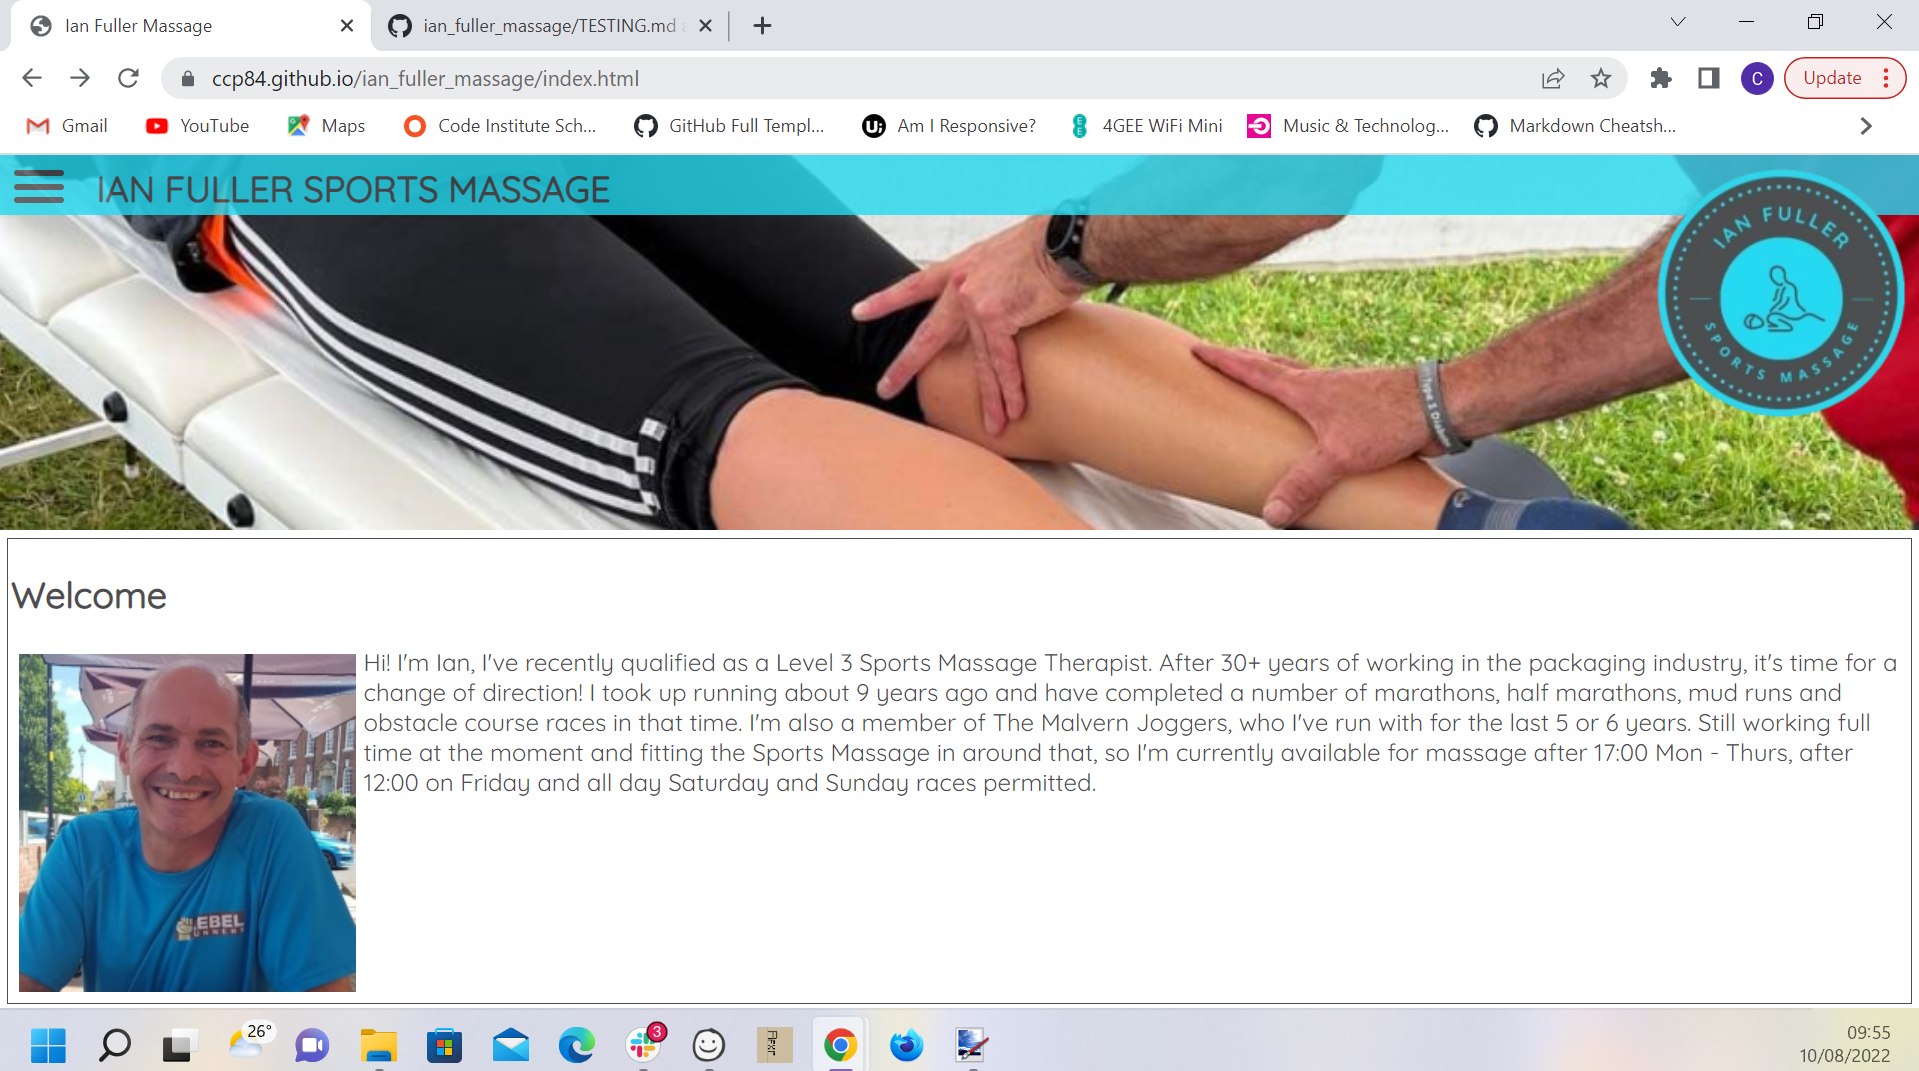 Ian Fuller Massage
ian_fuller_massage/TESTING.md
ccp84.github.io/ian_fuller_massage/index.html
C
Update
Gmail
YouTube
Maps
Code Institute Sch...
GitHub Full Templ...
Am I Responsive?
4GEE WiFi Mini
Music & Technolog...
Markdown Cheatsh...
IAN FULLER SPORTS MASSAGE
IAN FULLER
SPORTS MASSAGE
Type 1
Welcome
Hi! I'm Ian, I've recently qualified as a Level 3 Sports Massage Therapist. After 30+ years of working in the packaging industry, it's time for a
change of direction! I took up running about 9 years ago and have completed a number of marathons, half marathons, mud runs and
obstacle course races in that time. I'm also a member of The Malvern Joggers, who I've run with for the last 5 or 6 years. Still working full
time at the moment and fitting the Sports Massage in around that, so I'm currently available for massage after 17:00 Mon - Thurs, after
12:00 on Friday and all day Saturday and Sunday races permitted.
26°
3
09:55
10/08/2022